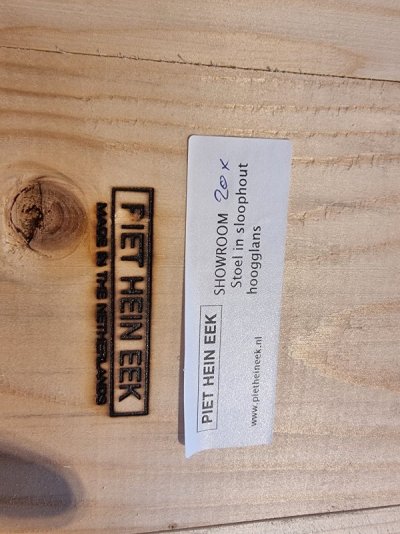 PIET HEIN EEK
MADE IN THE NETHERLANDS
PIET HEIN EEK
SHOWROOM 20x
Stoel in sloophout
hoogglans
www.pietheineek.nl